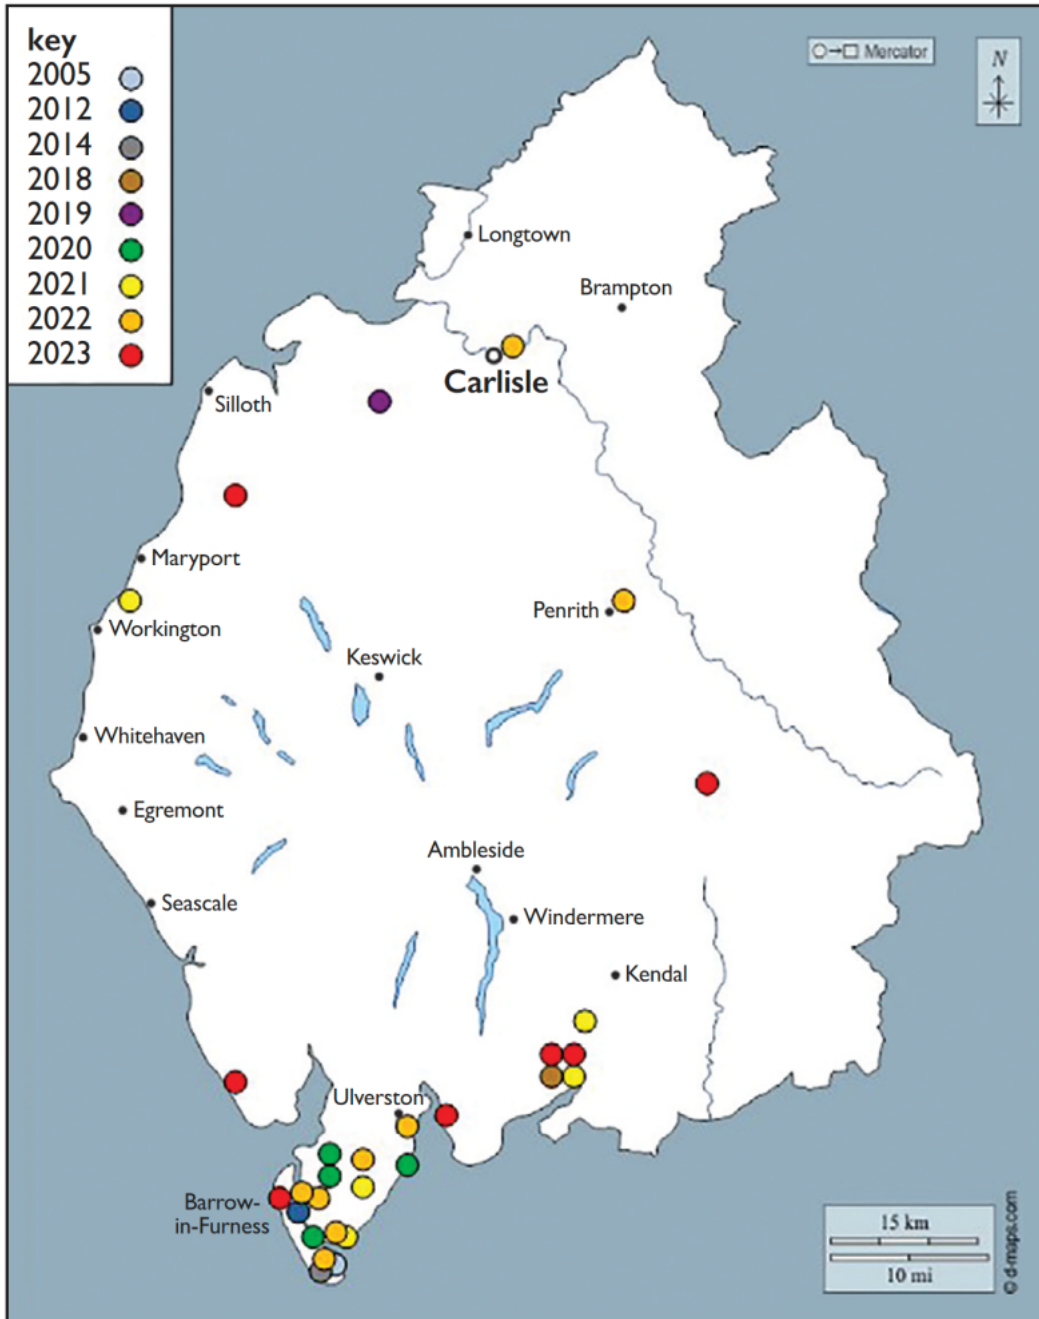 key
2005
2012
2014
2018
2019
2020
2021
2022
2023
Mercator
N
Longtown
Brampton
Carlisle
Silloth
Maryport
Workington
Penrith
Keswick
Whitehaven
Egremont
Ambleside
Seascale
Windermere
Kendal
Ulverston
Barrow-
in-Furness
15 km
10 mi
© d-maps.com